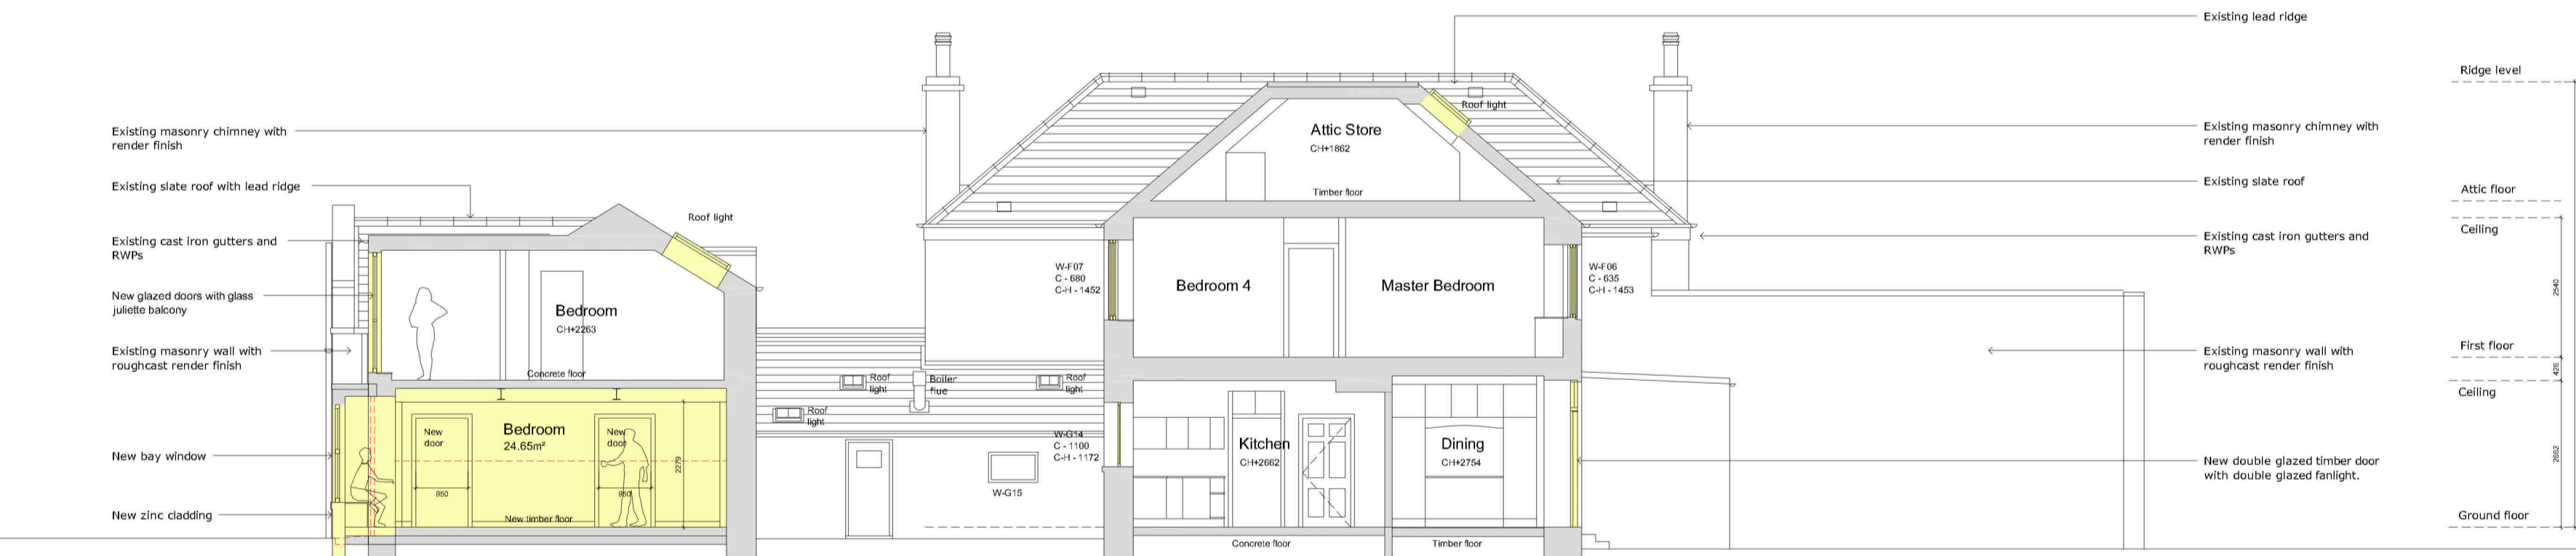 Existing lead ridge
Ridge level
Existing masonry chimney with
render finish
Existing slate roof with lead ridge
Existing cast iron gutters and
RWPs
New glazed doors with glass
juliette balcony
Existing masonry wall with
roughcast render finish
New bay window
New zinc cladding
Roof light
Bedroom
CH+2263
Concrete floor
New
door
950
Bedroom
24.65m²
New
door
950
2279
New timber floor
Roof
light
Boiler
flue
Roof
light
Roof
light
W-G15
W-F07
C - 680
C-H - 1452
W-G14
C - 1100
C-H - 1172
Attic Store
CH+1862
Timber floor
Roof light
Bedroom 4
Master Bedroom
W-F06
C - 635
C-H - 1453
Kitchen
CH+2662
Dining
CH+2754
Concrete floor
Timber floor
Existing masonry chimney with
render finish
Existing slate roof
Existing cast iron gutters and
RWPs
Existing masonry wall with
roughcast render finish
New double glazed timber door
with double glazed fanlight.
Attic floor
Ceiling
2540
First floor
426
Ceiling
2662
Ground floor